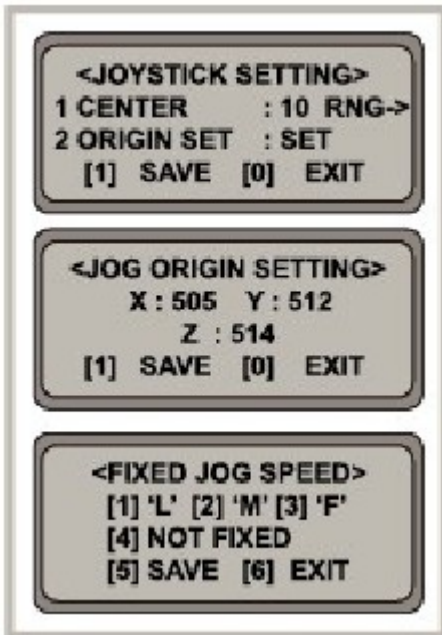 <JOYSTICK SETTING>
1 CENTER : 10 RNG->
2 ORIGIN SET : SET
[1] SAVE [0] EXIT
<JOG ORIGIN SETTING>
X : 505 Y : 512
Z : 514
[1] SAVE [0] EXIT
<FIXED JOG SPEED>
[1] 'L' [2] 'M' [3] 'F'
[4] NOT FIXED
[5] SAVE [6] EXIT